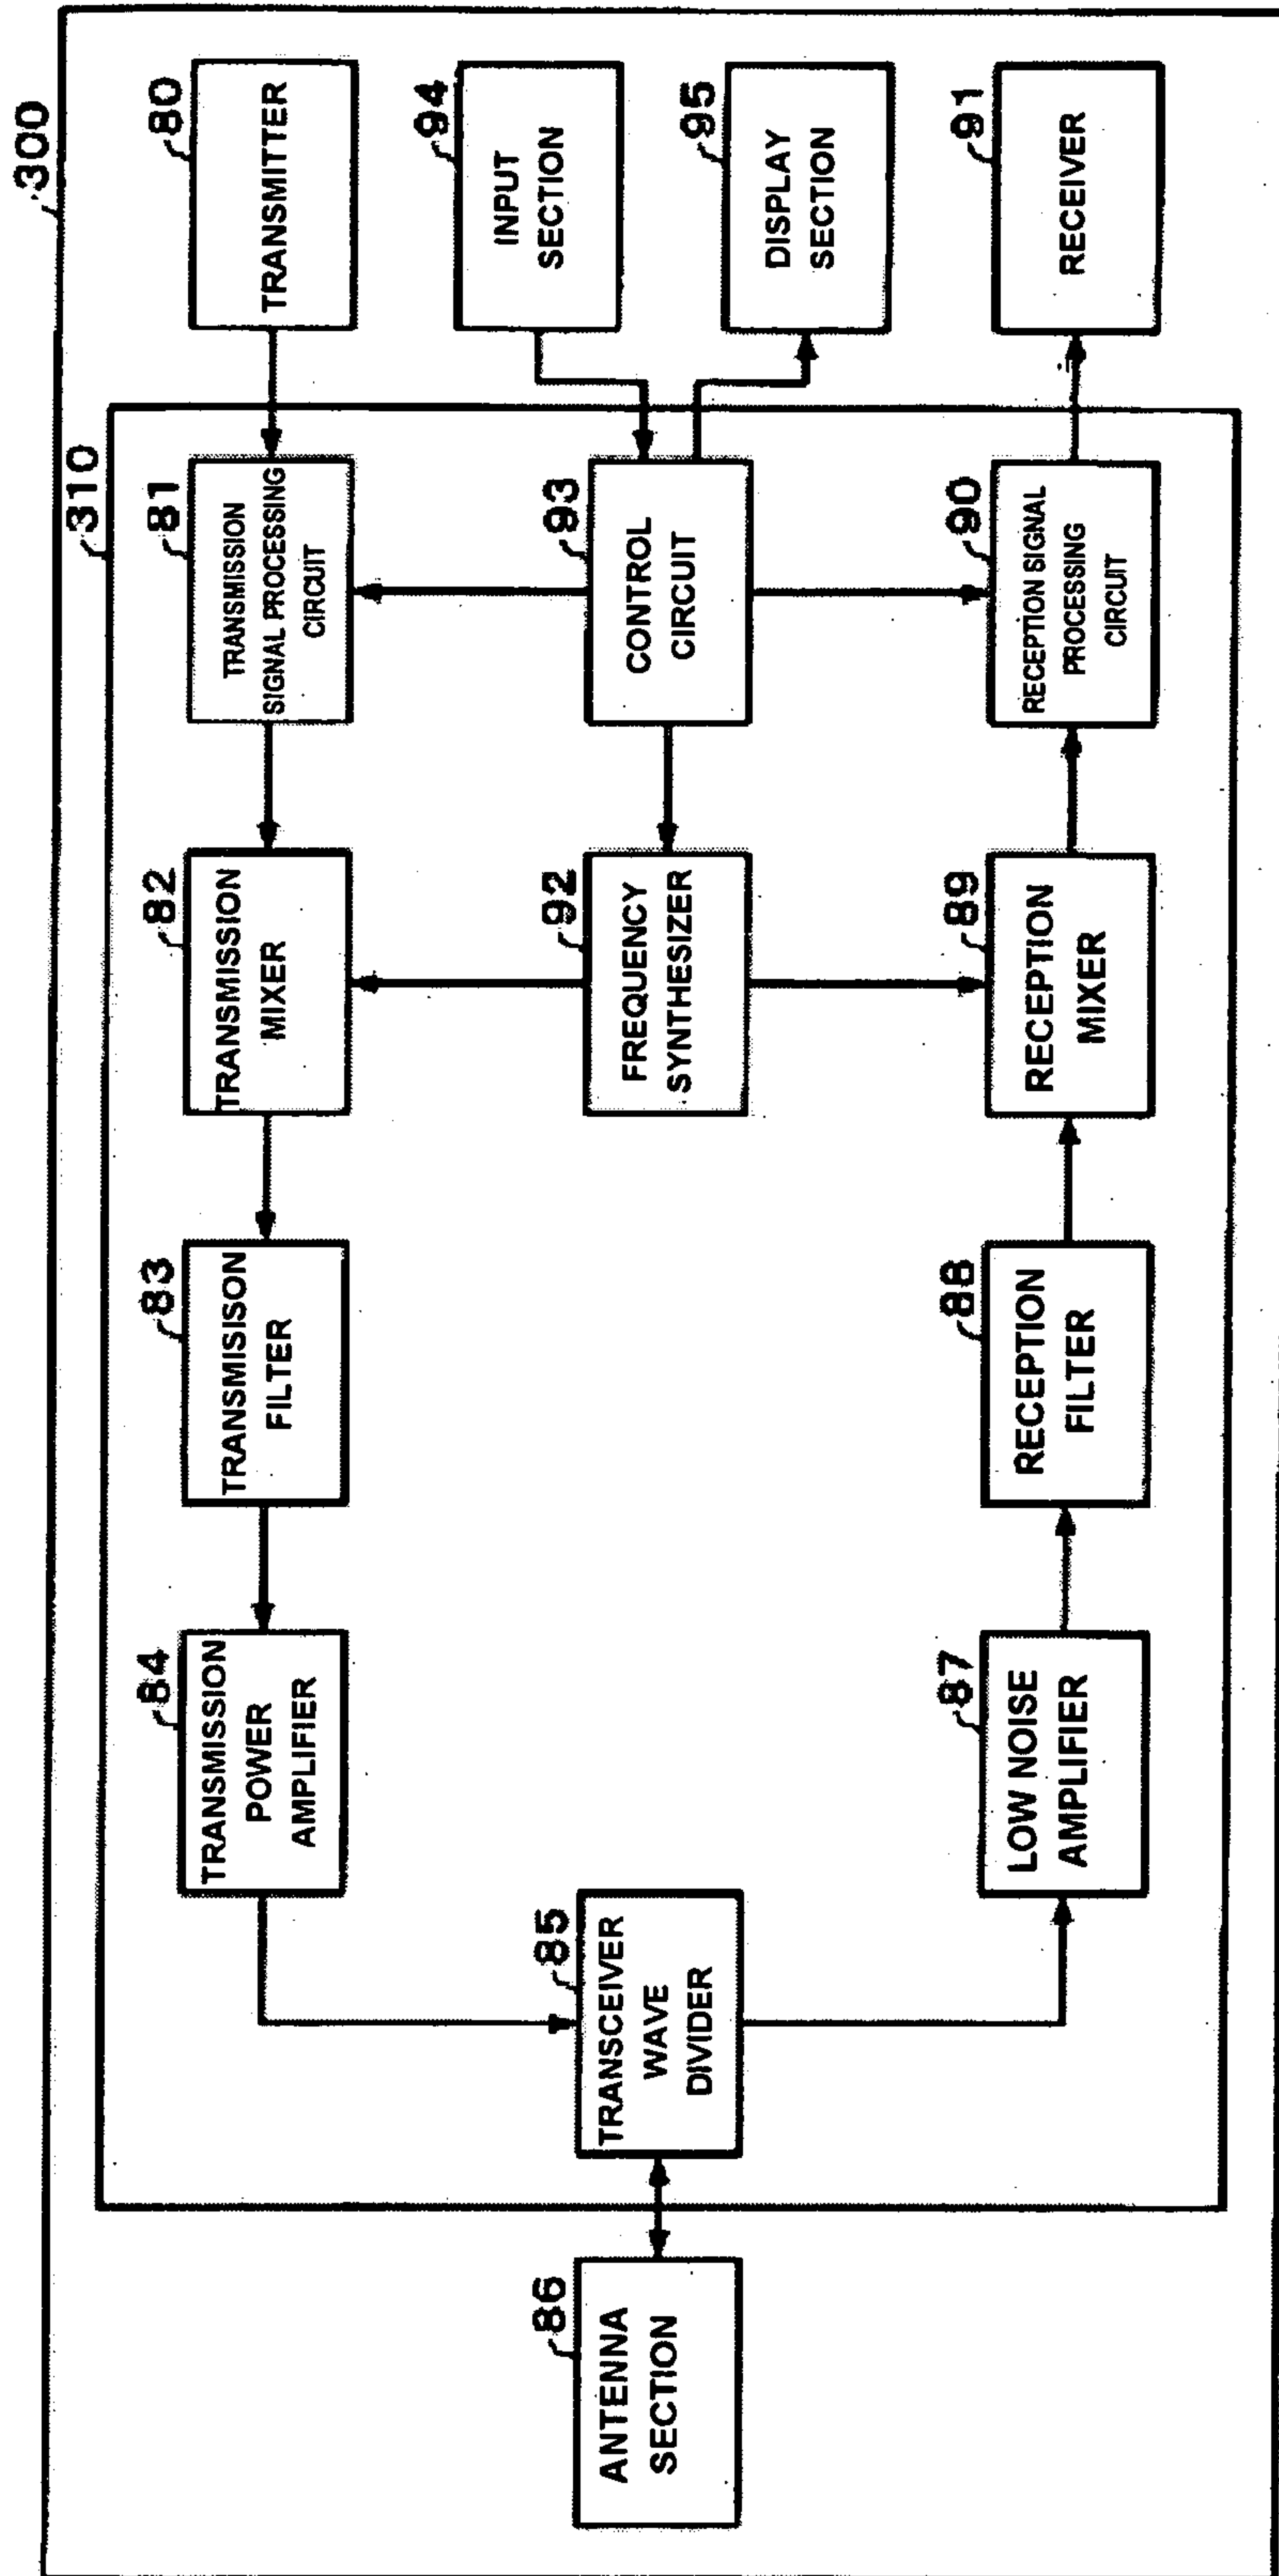 300
310
86
ANTENNA
SECTION
85
TRANSCEIVER
WAVE
DIVIDER
84
TRANSMISSION
POWER
AMPLIFIER
83
TRANSMISISON
FILTER
82
TRANSMISSION
MIXER
81
TRANSMISSION
SIGNAL PROCESSING
CIRCUIT
80
TRANSMITTER
92
FREQUENCY
SYNTHESIZER
93
CONTROL
CIRCUIT
94
INPUT
SECTION
95
DISPLAY
SECTION
87
LOW NOISE
AMPLIFIER
88
RECEPTION
FILTER
89
RECEPTION
MIXER
90
RECEPTION SIGNAL
PROCESSING
CIRCUIT
91
RECEIVER